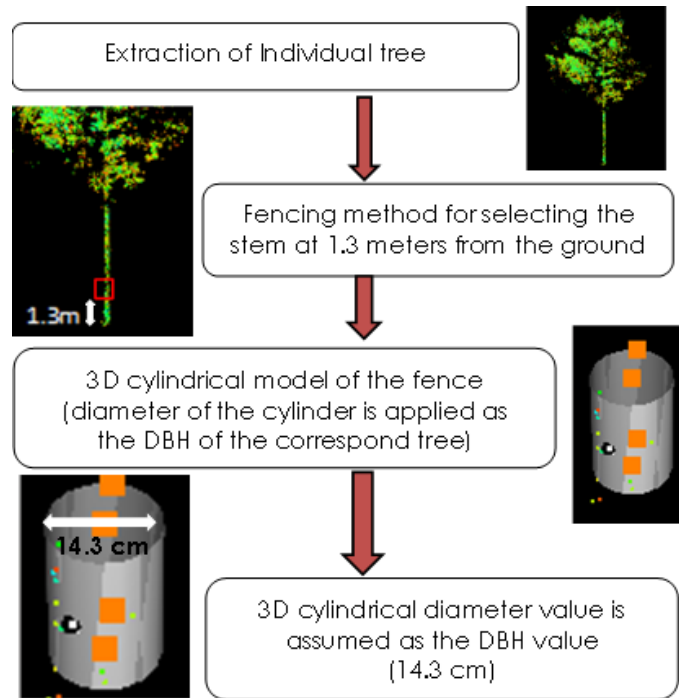 Extraction of Individual tree
Fencing method for selecting the
stem at 1.3 meters from the ground
1.3m
3D cylindrical model of the fence
(diameter of the cylinder is applied as
the DBH of the correspond tree)
14.3 cm
3D cylindrical diameter value is
assumed as the DBH value
(14.3 cm)